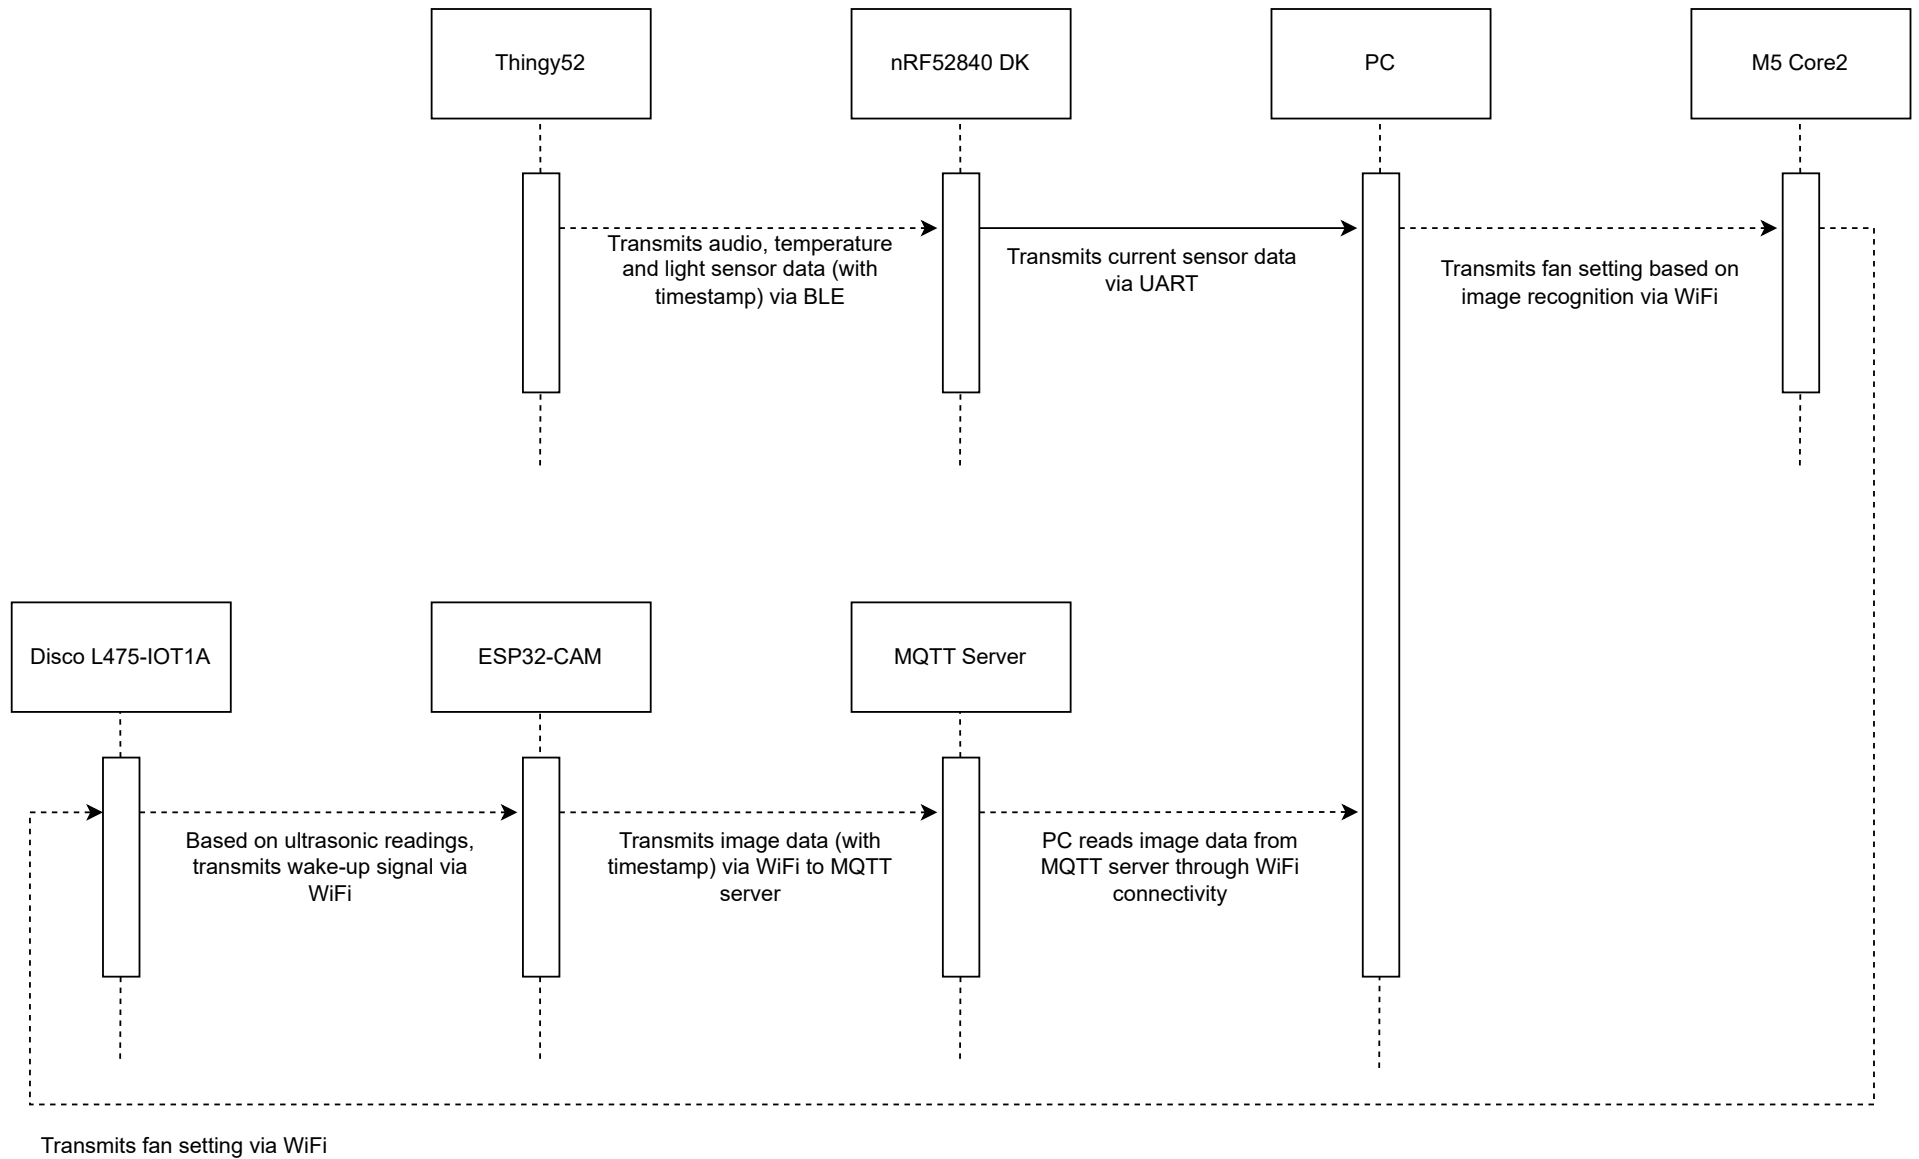 Thingy52
nRF52840 DK
PC
M5 Core2
Transmits audio, temperature
and light sensor data (with
timestamp) via BLE
Transmits current sensor data
via UART
Transmits fan setting based on
image recognition via WiFi
Disco L475-IOT1A
ESP32-CAM
MQTT Server
Based on ultrasonic readings,
transmits wake-up signal via
WiFi
Transmits image data (with
timestamp) via WiFi to MQTT
server
PC reads image data from
MQTT server through WiFi
connectivity
Transmits fan setting via WiFi